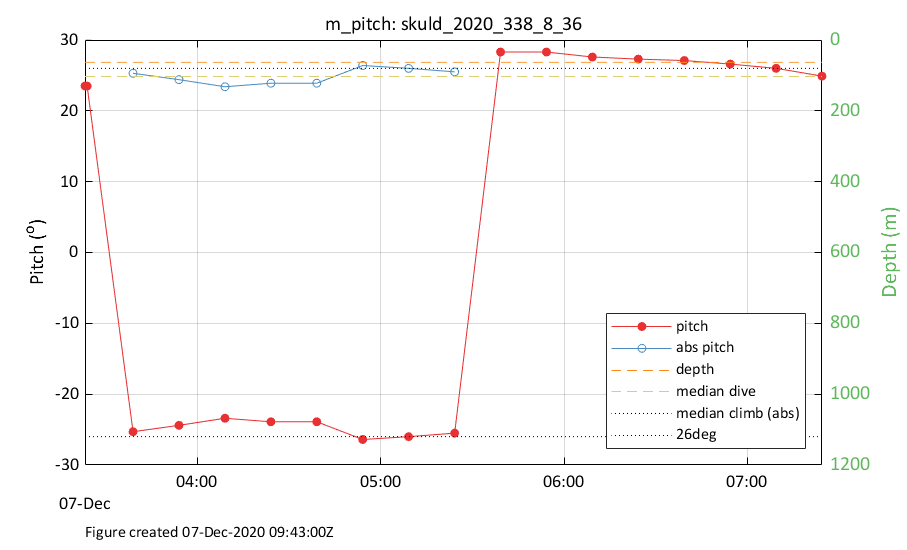 m_pitch: skuld_2020_338_8_36
30
20
10
0
-10
-20
-30
Pitch (o)
0
200
400
600
800
1000
1200
Depth (m)
pitch
abs pitch
depth
median dive
median climb (abs)
26deg
04:00
05:00
06:00
07:00
07-Dec
Figure created 07-Dec-2020 09:43:00Z